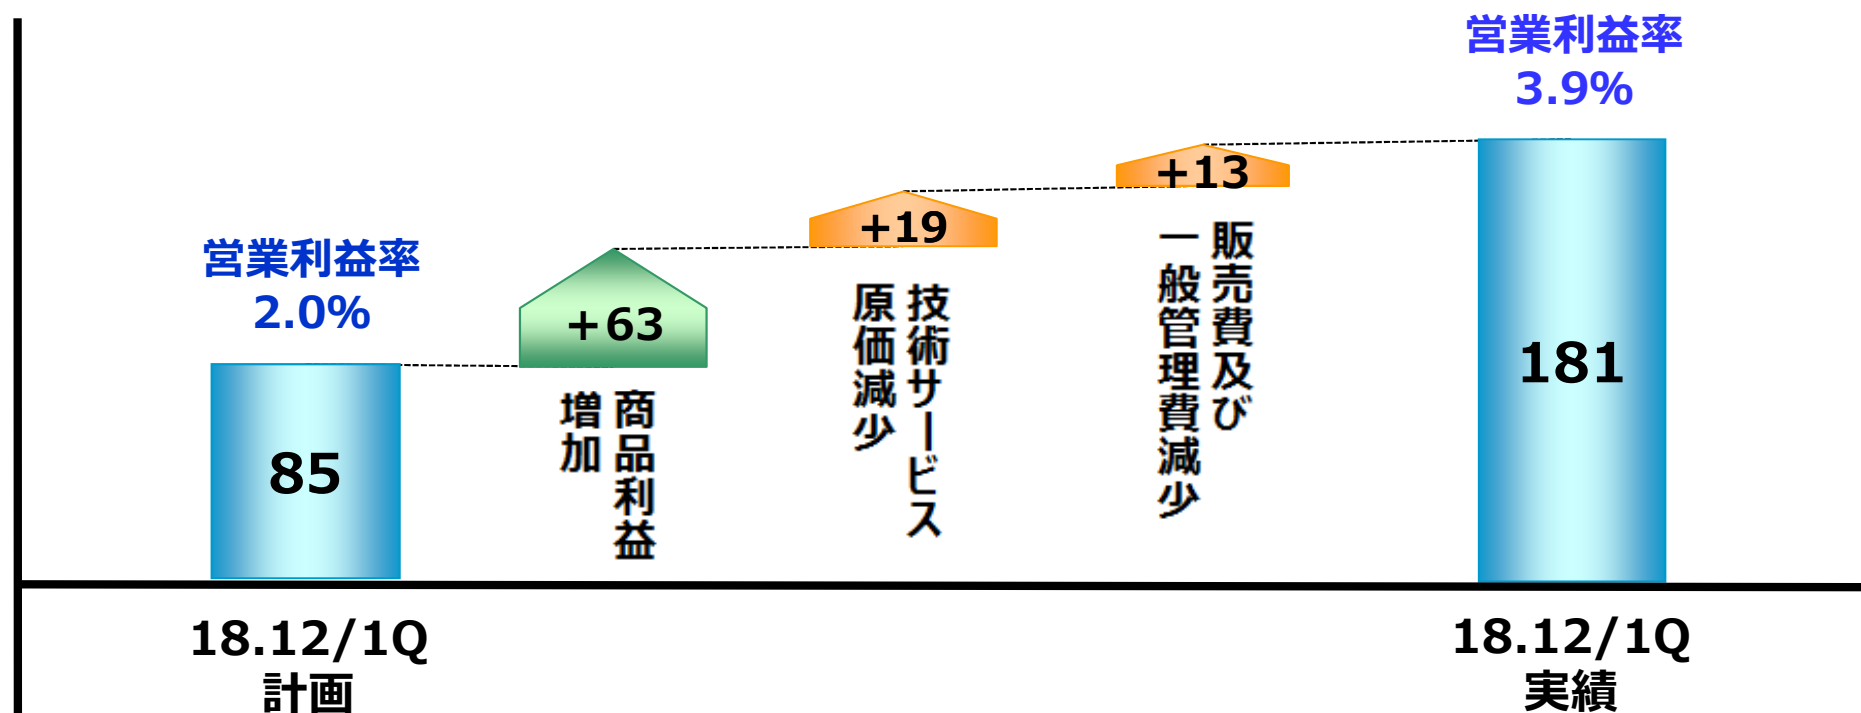 営業利益率
2.0%
85
18.12/1Q
計画
+63
商品利益
増加
+19
技術サービス
原価減少
+13
販売費及び
一般管理費減少
営業利益率
3.9%
181
18.12/1Q
実績